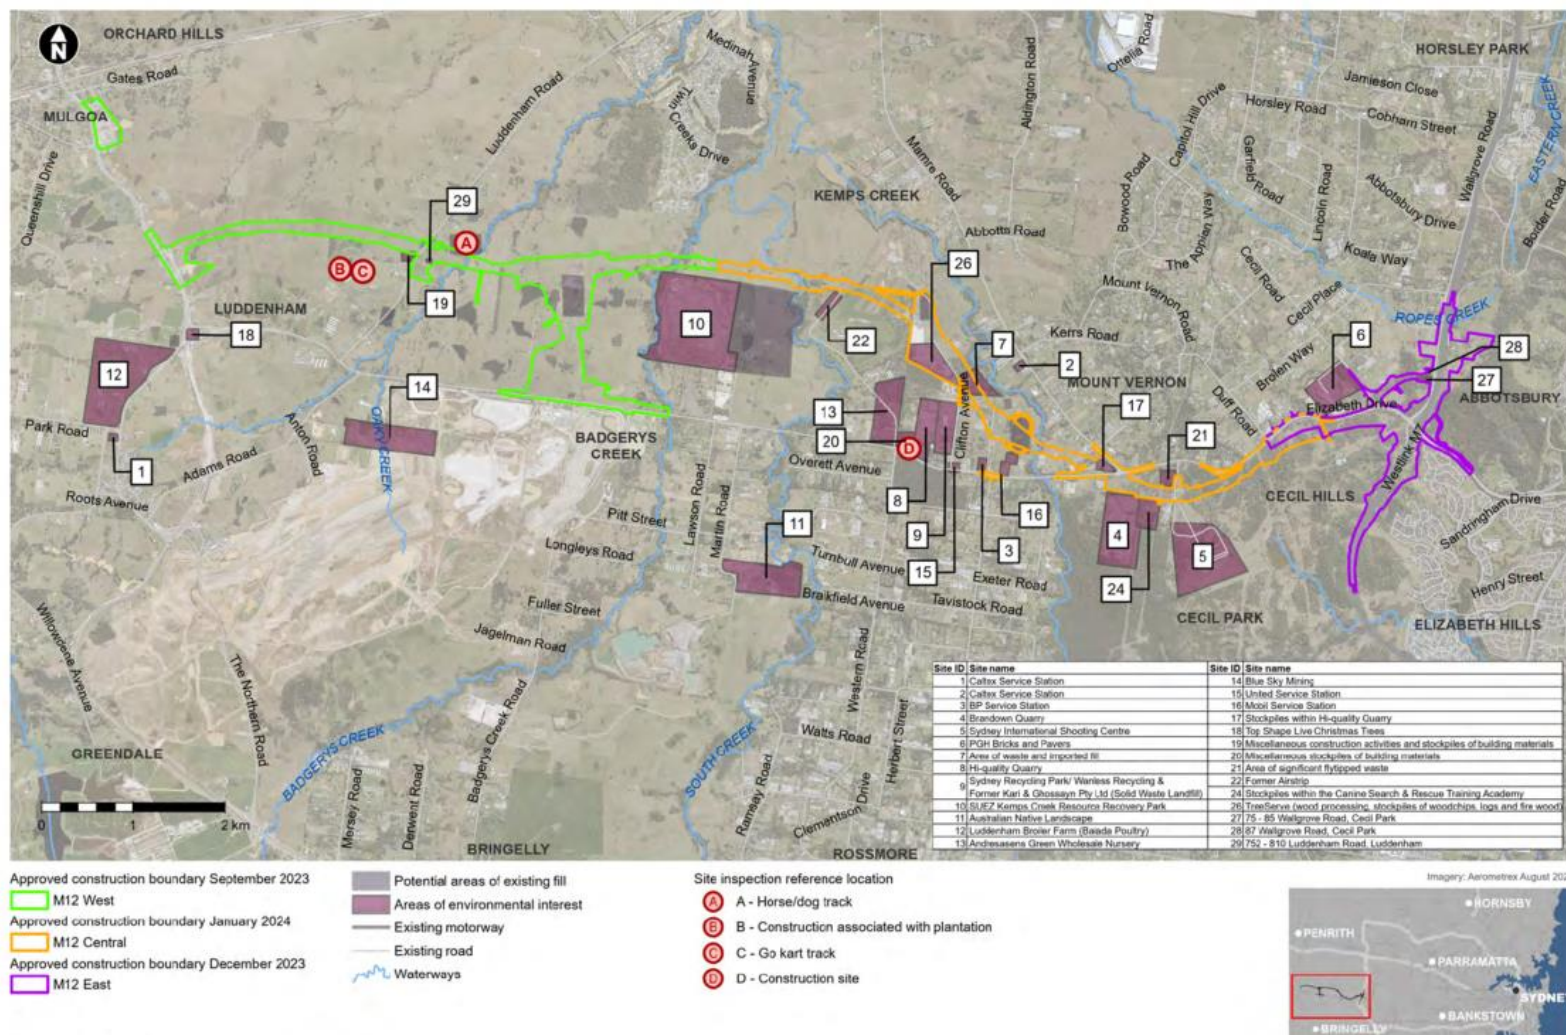 N
ORCHARD HILLS
Gates Road
MULGOA
Queenshill Drive
Luddenham Road
Medinah Avenue
Twin Creeks Drive
Mamre Road
Aldington Road
Ottelia Road
HORSLEY PARK
Jamieson Close
Horsley Road
Cobham Street
Capitol Hill Drive
Garfield Road
Lincoln Road
Abbotsbury Drive
Wallgrove Road
EASTERN CREEK
Border Road
KEMPS CREEK
Abbotts Road
Bowood Road
The Appian Way
Koala Way
Cecil Road
Cecil Place
Mount Vernon Road
ROPES CREEK
29
A
B
C
19
LUDDENHAM
18
10
26
22
Kerrs Road
7
2
MOUNT VERNON
Brolen Way
6
28
27
ABBOTSBURY
12
14
13
Clifton Avenue
17
Duff Road
Elizabeth Drive
Park Road
OAKY CREEK
Anton Road
BADGERYS
CREEK
20
D
21
Westlink M7
1
Adams Road
Overett Avenue
Roots Avenue
Lawson Road
Martin Road
8
CECIL HILLS
Sandringham Drive
Pitt Street
11
9
16
4
5
Longleys Road
Turnbull Avenue
3
15
Exeter Road
24
Henry Street
Fuller Street
Brakfield Avenue
Tavistock Road
CECIL PARK
ELIZABETH HILLS
Jagelman Road
Willowdene Avenue
The Northern Road
Western Road
GREENDALE
BADGERYS CREEK
Badgerys Creek Road
SOUTH CREEK
Watts Road
Herbert Street
Mersey Road
Derwent Road
Ramsay Road
Clemantson Drive
0 1 2 km
BRINGELLY
ROSSMORE
Site ID Site name Site ID Site name
1 Caltex Service Station 14 Blue Sky Mining
2 Caltex Service Station 15 United Service Station
3 BP Service Station 16 Mobil Service Station
4 Brandown Quarry 17 Stockpiles within Hi-quality Quarry
5 Sydney International Shooting Centre 18 Top Shape Live Christmas Trees
6 PGH Bricks and Pavers 19 Miscellaneous construction activities and stockpiles of building materials
7 Area of waste and imported fill 20 Miscellaneous stockpiles of building materials
8 Hi-quality Quarry 21 Area of significant flytipped waste
9 Sydney Recycling Park/ Wanless Recycling & 22 Former Airstrip
Former Kari & Ghossayn Pty Ltd (Solid Waste Landfill) 24 Stockpiles within the Canine Search & Rescue Training Academy
10 SUEZ Kemps Creek Resource Recovery Park 26 TreeServe (wood processing, stockpiles of woodchips, logs and fire wood)
11 Australian Native Landscape 27 75 - 85 Wallgrove Road, Cecil Park
12 Luddenham Broiler Farm (Baiada Poultry) 28 87 Wallgrove Road, Cecil Park
13 Andreasens Green Wholesale Nursery 29 752 - 810 Luddenham Road, Luddenham
Approved construction boundary September 2023
M12 West
Approved construction boundary January 2024
M12 Central
Approved construction boundary December 2023
M12 East
Potential areas of existing fill
Areas of environmental interest
Existing motorway
Existing road
Waterways
Site inspection reference location
A A - Horse/dog track
B B - Construction associated with plantation
C C - Go kart track
D D - Construction site
Imagery: Aerometrex August 202
HORNSBY
PENRITH
PARRAMATTA
SYDNEY
BANKSTOWN
BRINGELLY